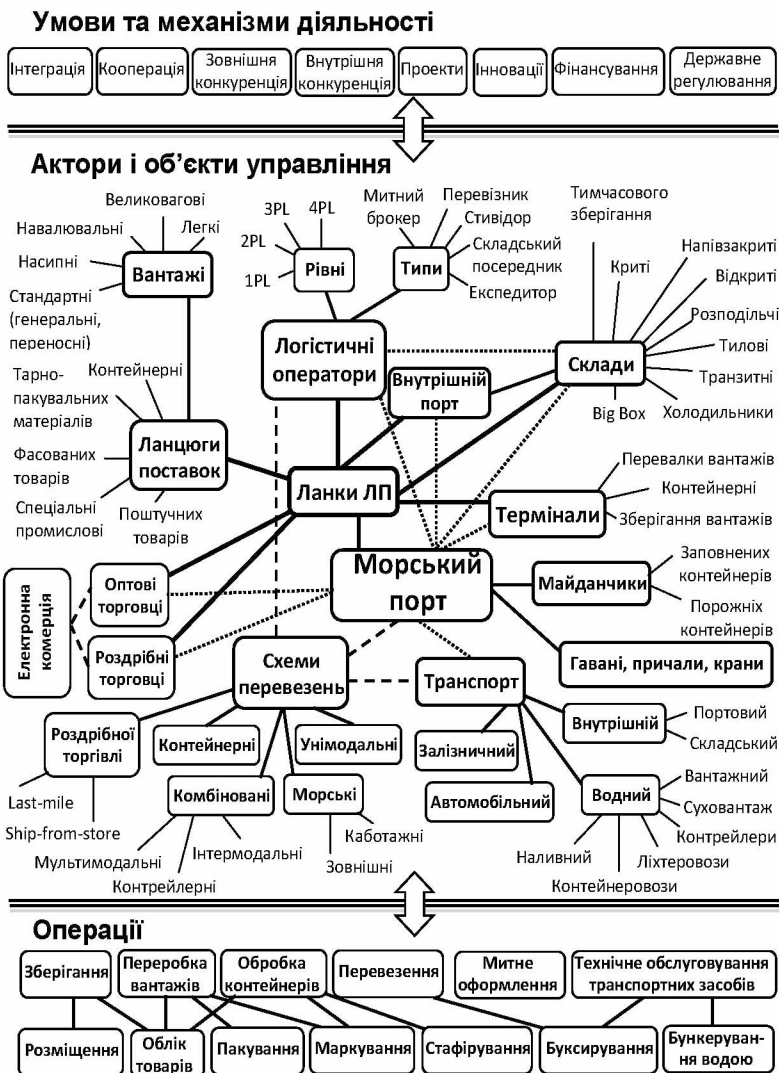 Умови та механізми діяльності
Інтеграція
Кооперація
Зовнішня
конкуренція
Внутрішня
конкуренція
Проекти
Інновації
Фінансування
Державне
регулювання
Актори і об’єкти управління
Великовагові
Навалювальні
Легкі
Насипні
Вантажі
Стандартні
(генеральні,
переносні)
3PL
4PL
2PL
1PL
Рівні
Митний
брокер
Перевізник
Стивідор
Типи
Складський
посередник
Експедитор
Тимчасового
зберігання
Криті
Напівзакриті
Відкриті
Розподільчі
Тилові
Транзитні
Холодильники
Big Box
Склади
Логістичні
оператори
Внутрішній
порт
Тарно-
пакувальних
матеріалів
Контейнерні
Ланцюги
поставок
Фасованих
товарів
Спеціальні
промислові
Поштучних
товарів
Ланки ЛП
Термінали
Перевалки вантажів
Контейнерні
Зберігання вантажів
Морський
порт
Майданчики
Заповнених
контейнерів
Порожніх
контейнерів
Гавані, причали, крани
Електронна
комерція
Оптові
торговці
Роздрібні
торговці
Схеми
перевезень
Транспорт
Роздрібної
торгівлі
Last-mile
Ship-from-store
Контейнерні
Унімодальні
Комбіновані
Морські
Мультимодальні
Контрейлерні
Інтермодальні
Каботажні
Зовнішні
Залізничний
Автомобільний
Внутрішній
Портовий
Складський
Водний
Вантажний
Суховантаж
Контрейлери
Ліхтеровози
Контейнеровози
Наливний
Операції
Зберігання
Переробка
вантажів
Обробка
контейнерів
Перевезення
Митне
оформлення
Технічне обслуговування
транспортних засобів
Розміщення
Облік
товарів
Пакування
Маркування
Стафірування
Буксирування
Бункеруван-
ня водою